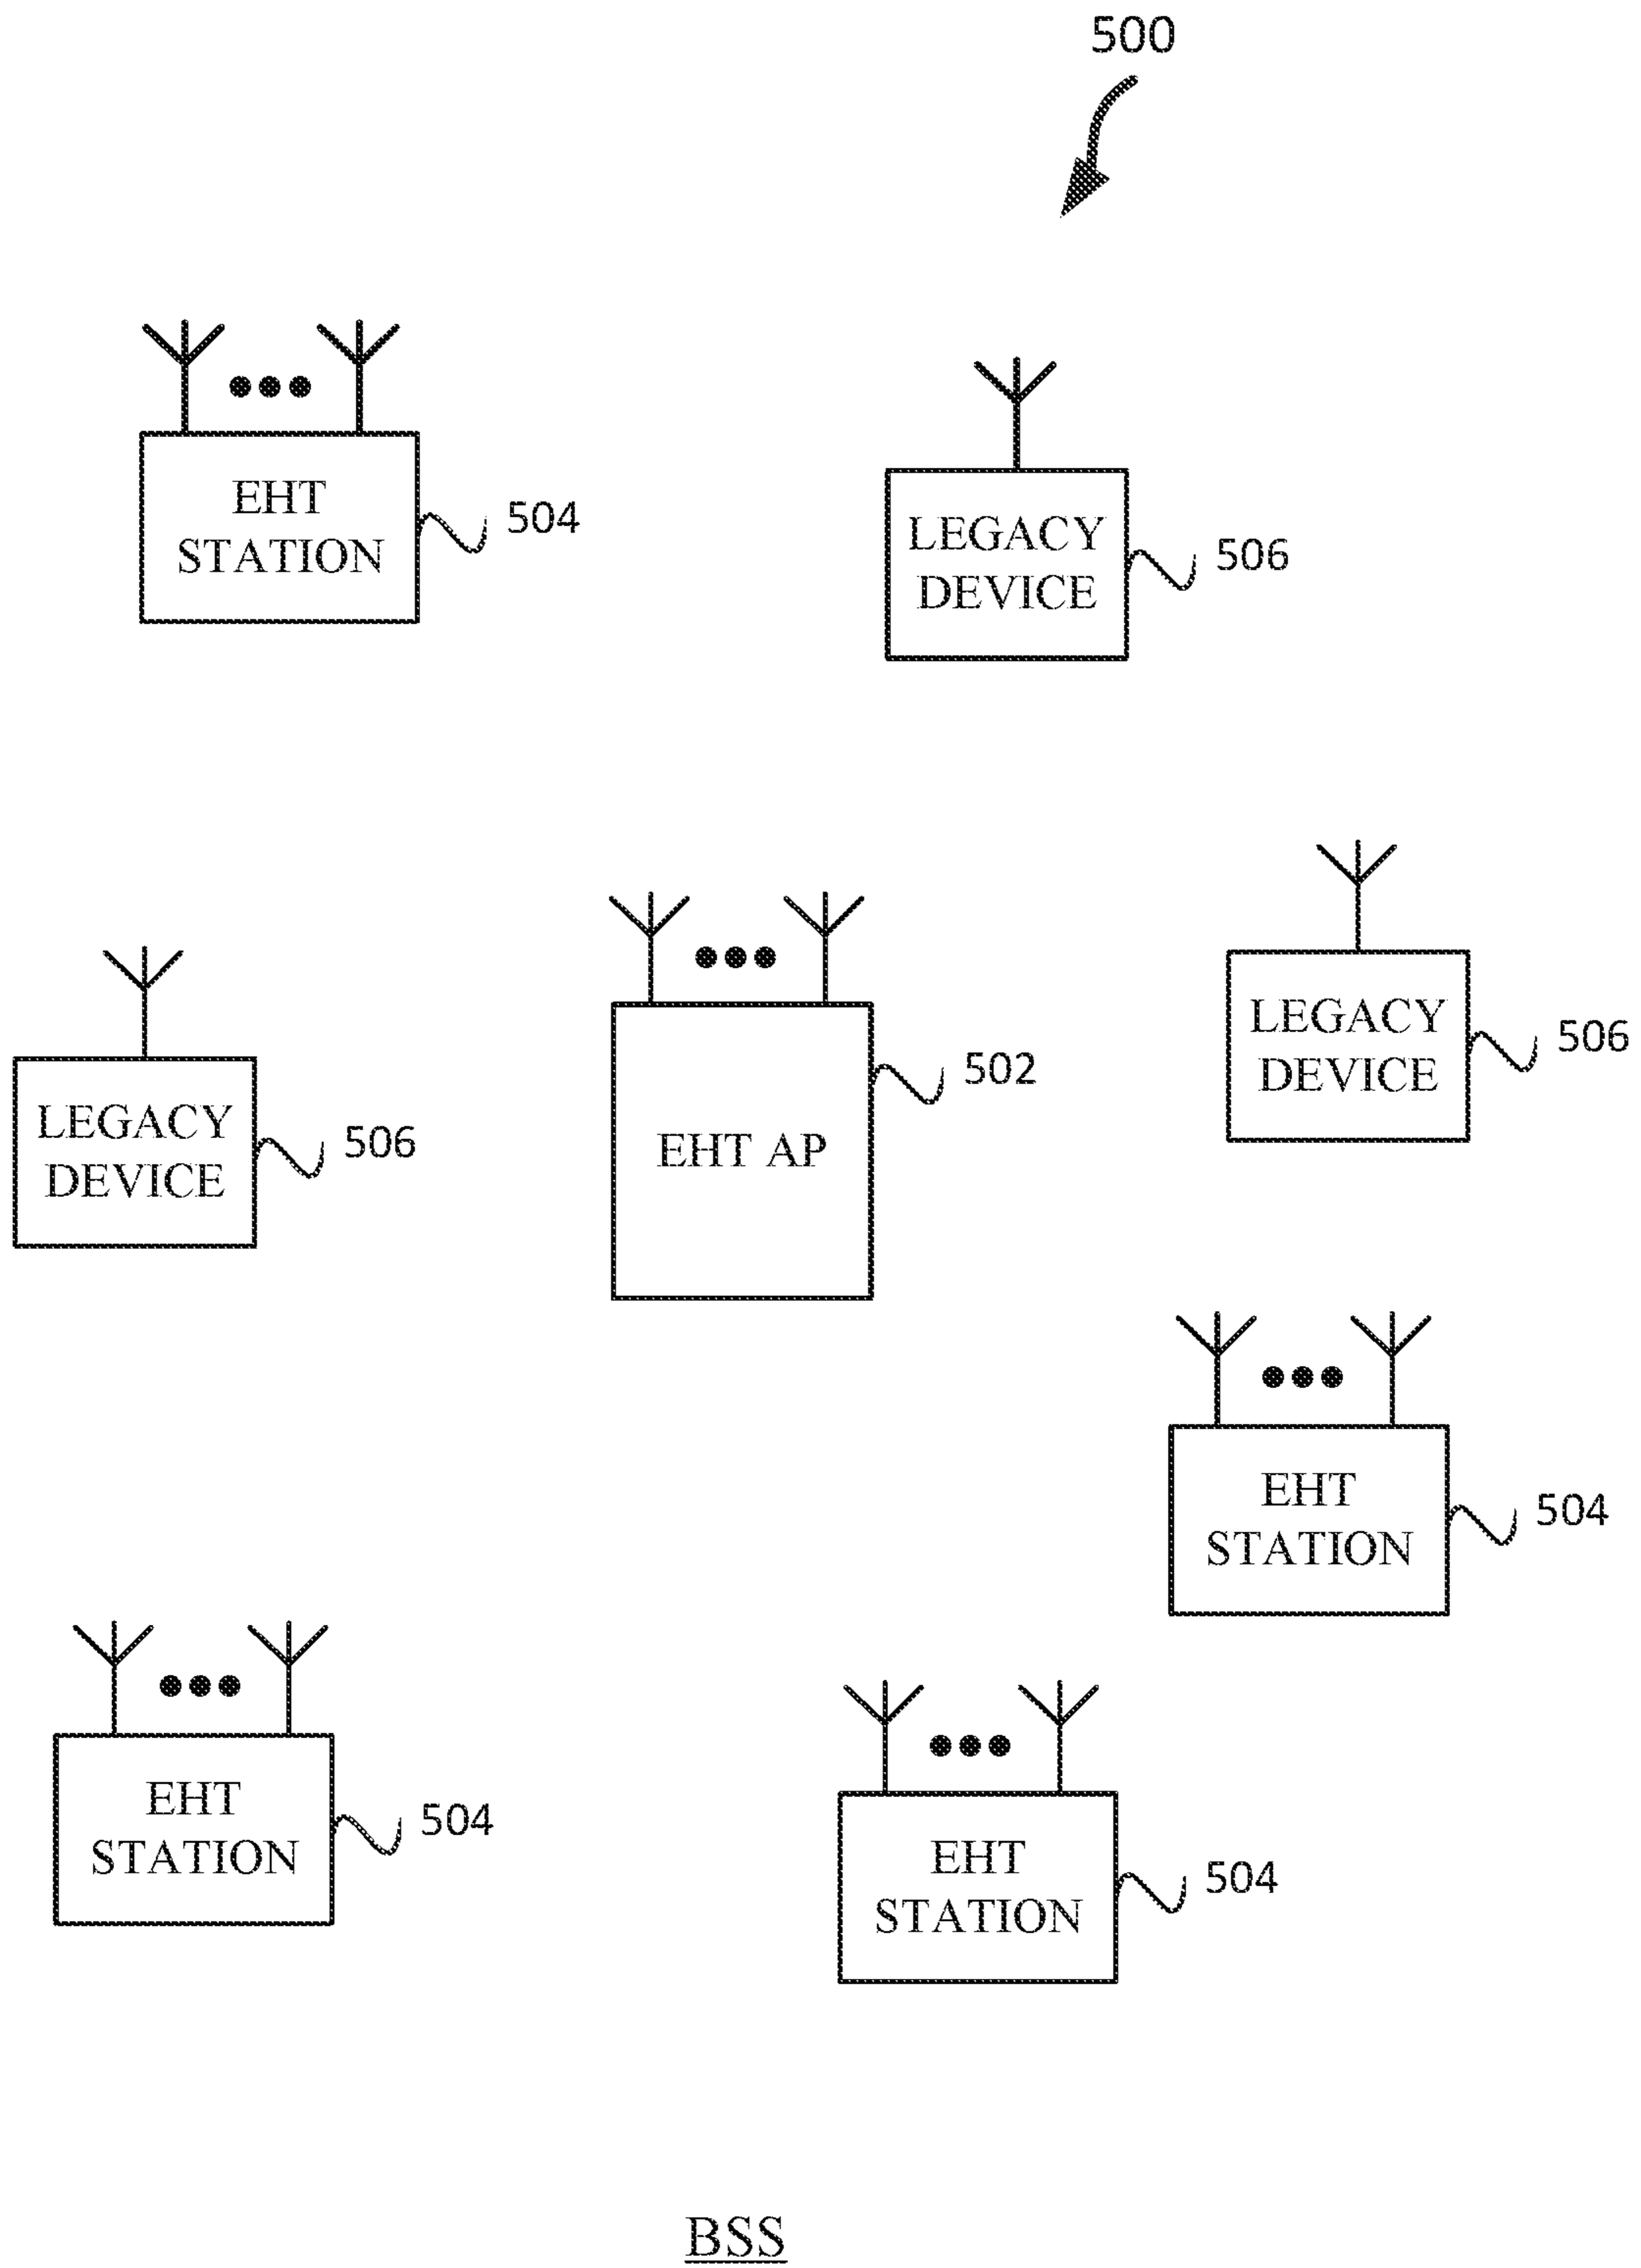 500
EHT
STATION
504
LEGACY
DEVICE
506
LEGACY
DEVICE
506
EHT AP
502
LEGACY
DEVICE
506
EHT
STATION
504
EHT
STATION
504
EHT
STATION
504
BSS